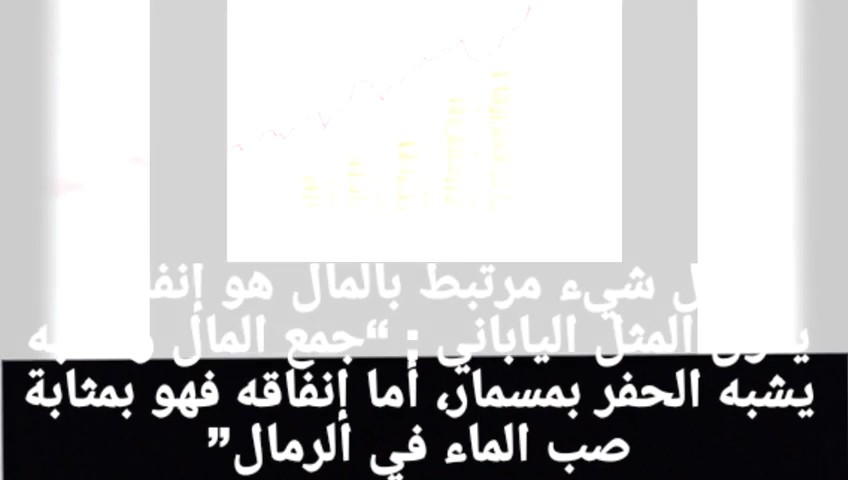 شيء مرتبط بالمال هو
المثل الياباني : “جمع المال
يشبه الحفر بمسمار، أما إنفاقه فهو بمثابة
صب الماء في الرمال”